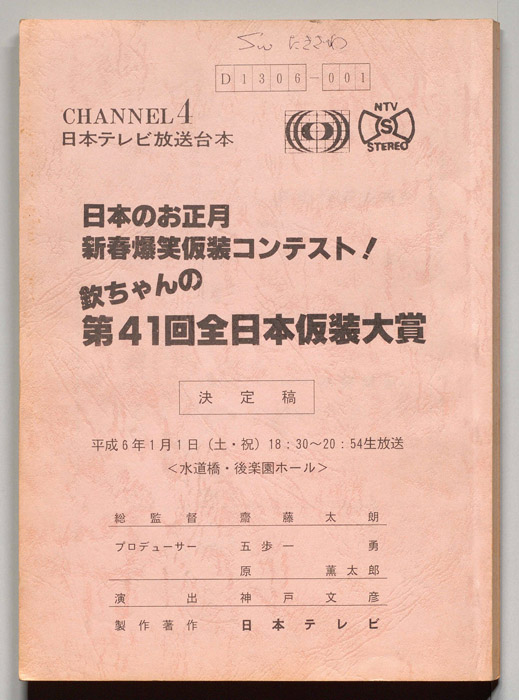 D1306-001
CHANNEL 4
日本テレビ放送台本
NTV
S
STEREO
日本のお正月
新春爆笑仮装コンテスト!
欽ちゃんの
第41回全日本仮装大賞
決定稿
平成6年1月1日(土・祝)18:30〜20:54生放送
<水道橋・後楽園ホール>
総監督 齋藤太朗
プロデューサー 五歩一勇
原薫太郎
演出 神戸文彦
製作著作 日本テレビ